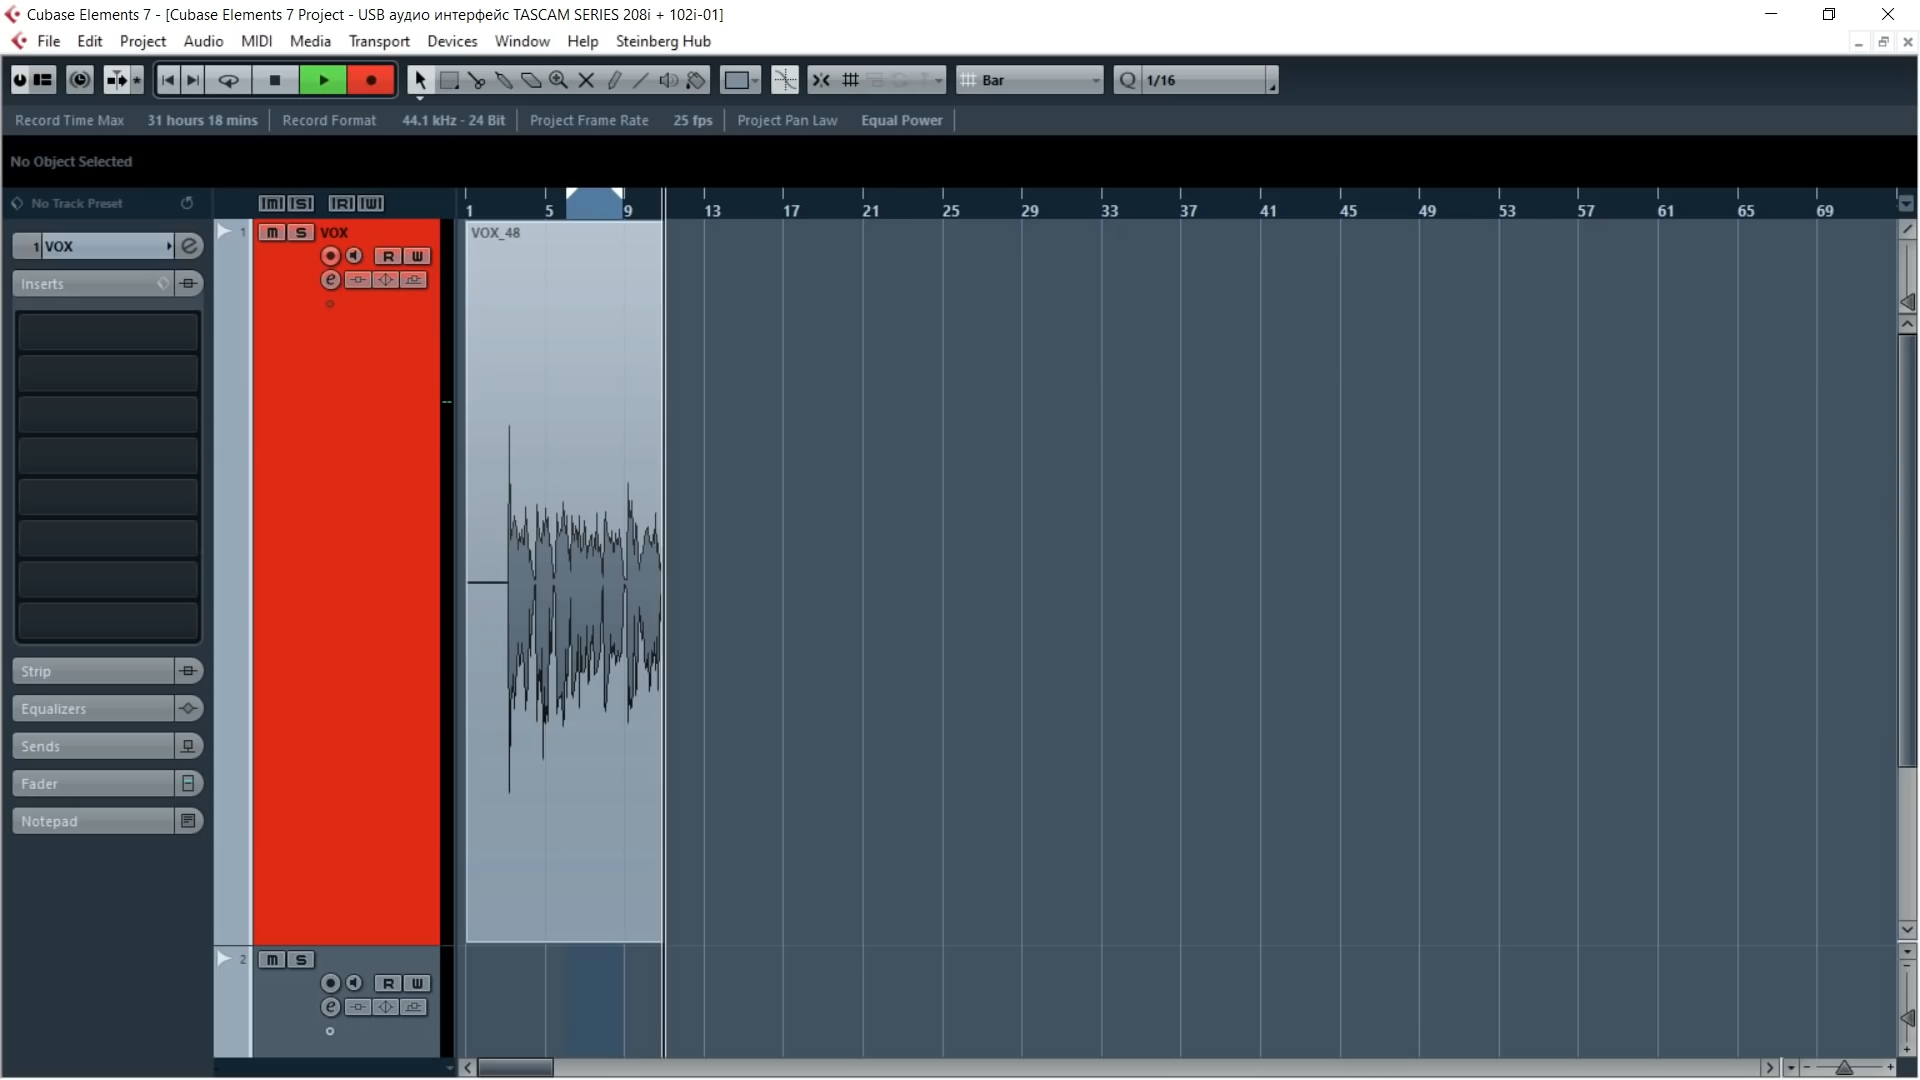 Cubase Elements 7 - [Cubase Elements 7 Project - USB аудио интерфейс TASCAM SERIES 208i + 102i-01]
File Edit Project Audio MIDI Media Transport Devices Window Help Steinberg Hub
Bar
Q 1/16
Record Time Max 31 hours 18 mins Record Format 44.1 kHz - 24 Bit Project Frame Rate 25 fps Project Pan Law Equal Power
No Object Selected
No Track Preset
M S R W
1 5 9 13 17 21 25 29 33 37 41 45 49 53 57 61 65 69
1 VOX
Inserts
Strip
Equalizers
Sends
Fader
Notepad
1 m S VOX
R W
e
VOX_48
2 m S
R W
e